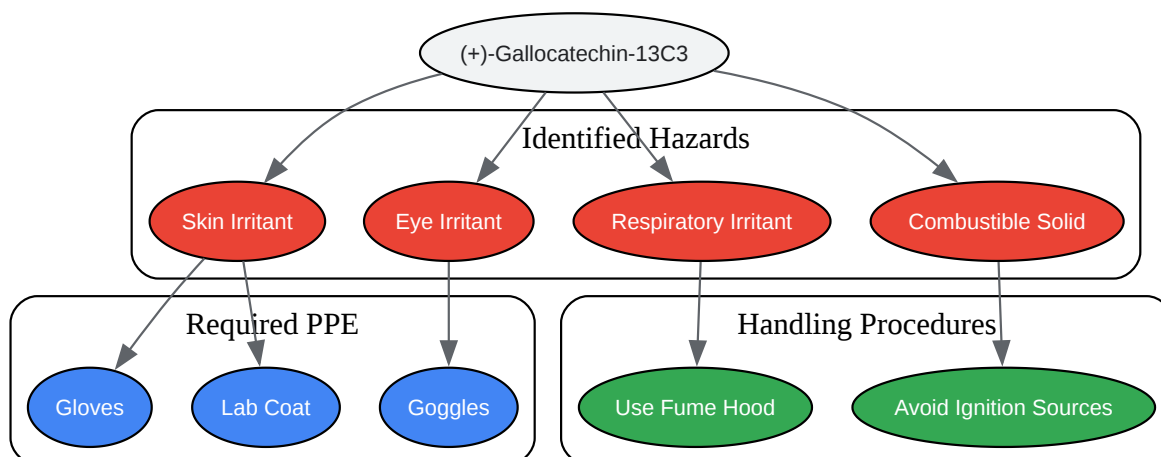 (+)-Gallocatechin-13C3
Identified Hazards
Skin Irritant
Eye Irritant
Respiratory Irritant
Combustible Solid
Required PPE
Handling Procedures
Gloves
Lab Coat
Goggles
Use Fume Hood
Avoid Ignition Sources